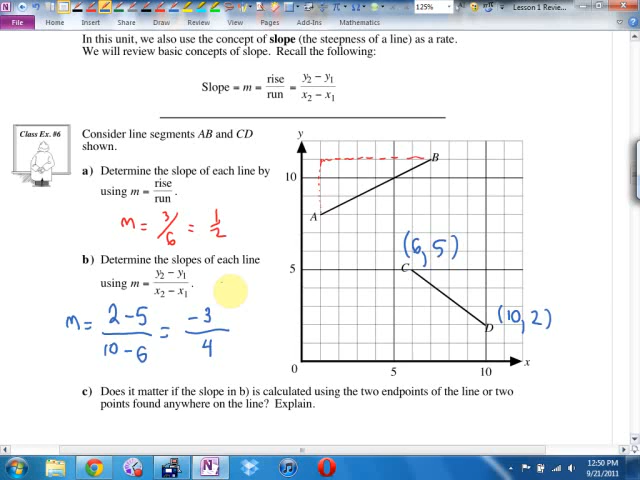 125%
Lesson 1 Review...
Home Insert Share Draw Review View Add-Ins Mathematics
In this unit, we also use the concept of slope (the steepness of a line) as a rate.
We will review basic concepts of slope. Recall the following:
Slope = m = rise/run = y₂ − y₁/x₂ − x₁
Class Ex. #6
Consider line segments AB and CD
shown.
a) Determine the slope of each line by
using m = rise/run.
m = 3/6 = 1/2
b) Determine the slopes of each line
using m = y₂ − y₁/x₂ − x₁.
m = 2 − 5/10 − 6 = −3/4
y
10
5
0
5
10
x
A
B
C
D
(6, 5)
(10, 2)
c) Does it matter if the slope in b) is calculated using the two endpoints of the line or two
points found anywhere on the line? Explain.
12:50 PM
9/21/2011